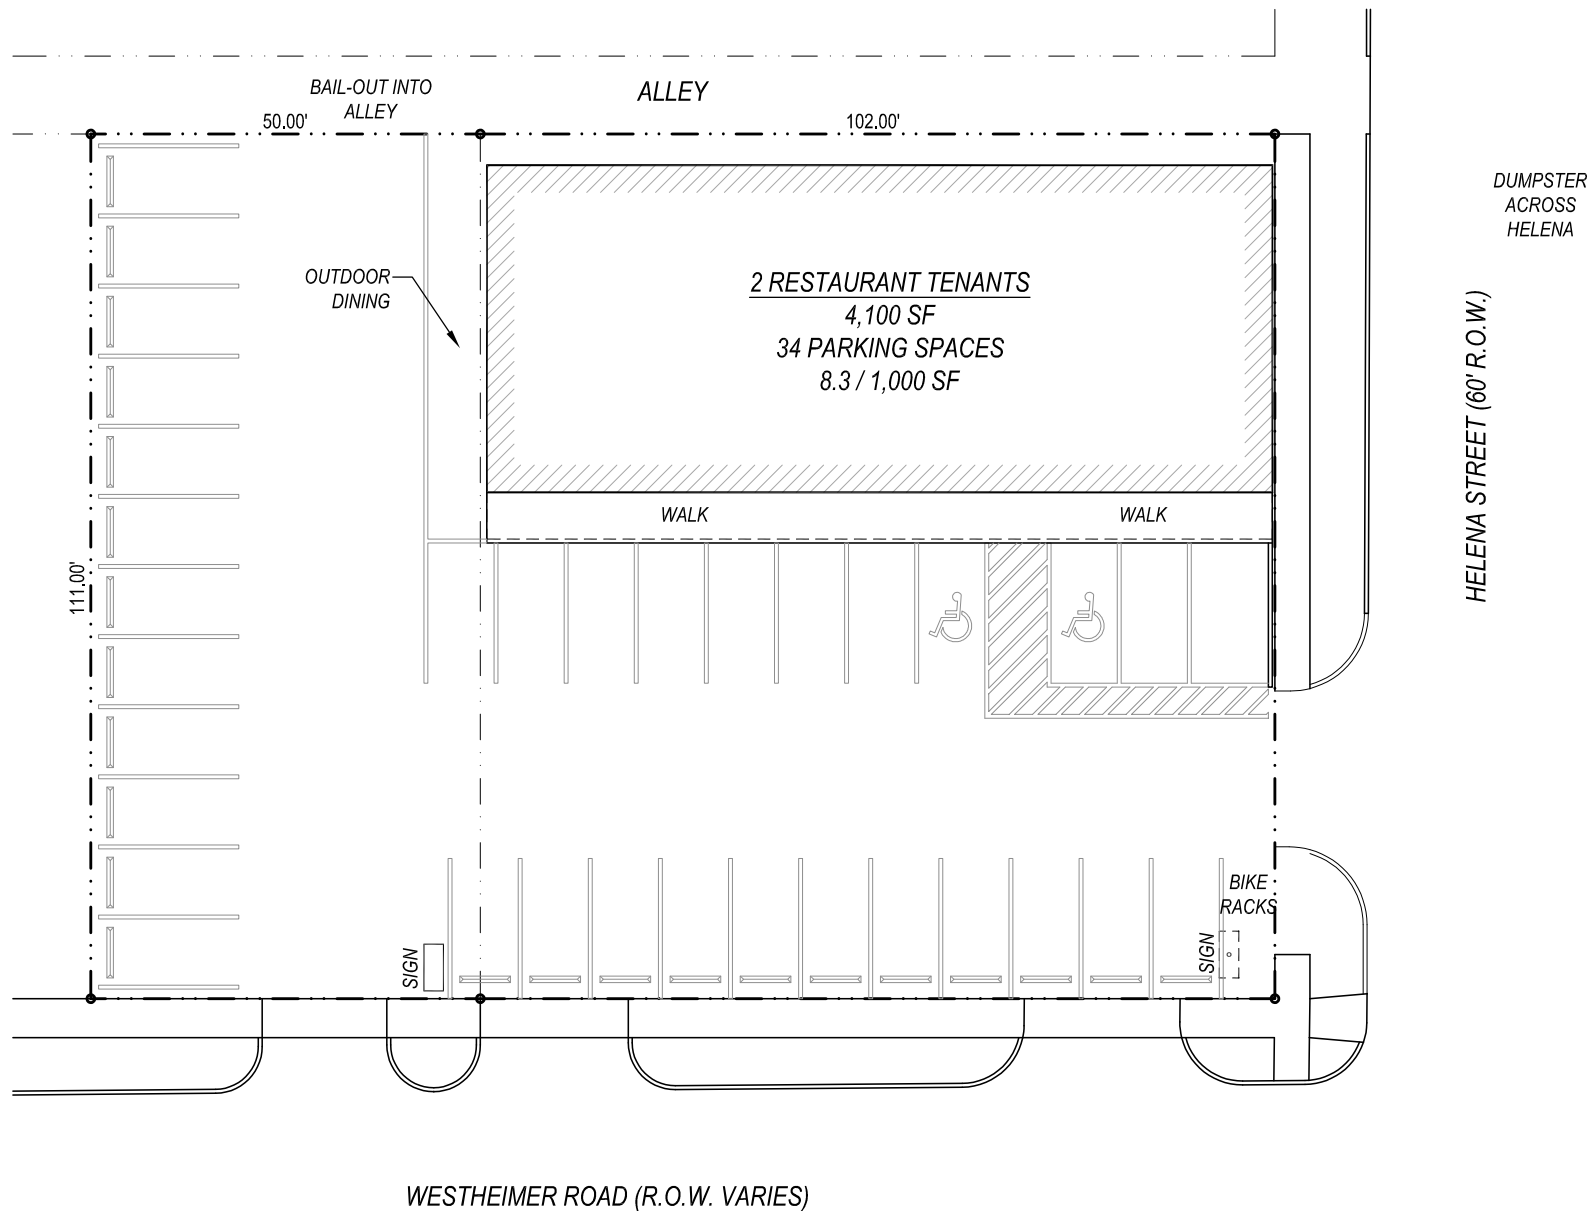 BAIL-OUT INTO
ALLEY
ALLEY
50.00'
102.00'
DUMPSTER
ACROSS
HELENA
OUTDOOR
DINING
2 RESTAURANT TENANTS
4,100 SF
34 PARKING SPACES
8.3 / 1,000 SF
HELENA STREET (60' R.O.W.)
WALK
WALK
111.00'
BIKE
RACKS
SIGN
SIGN
WESTHEIMER ROAD (R.O.W. VARIES)